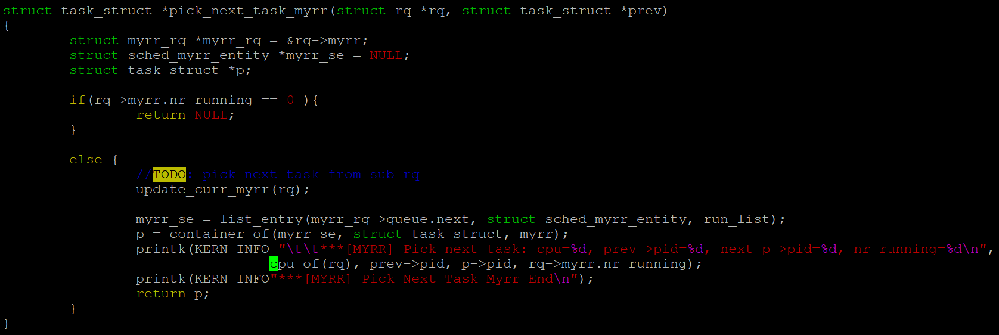 struct task_struct *pick_next_task_myrr(struct rq *rq, struct task_struct *prev)
{
        struct myrr_rq *myrr_rq = &rq->myrr;
        struct sched_myrr_entity *myrr_se = NULL;
        struct task_struct *p;

        if(rq->myrr.nr_running == 0 ){
                return NULL;
        }

        else {
                //TODO: pick next task from sub rq
                update_curr_myrr(rq);

                myrr_se = list_entry(myrr_rq->queue.next, struct sched_myrr_entity, run_list);
                p = container_of(myrr_se, struct task_struct, myrr);
                printk(KERN_INFO "\t\t***[MYRR] Pick_next_task: cpu=%d, prev->pid=%d, next_p->pid=%d, nr_running=%d\n",
                                cpu_of(rq), prev->pid, p->pid, rq->myrr.nr_running);
                printk(KERN_INFO"***[MYRR] Pick Next Task Myrr End\n");
                return p;
        }
}